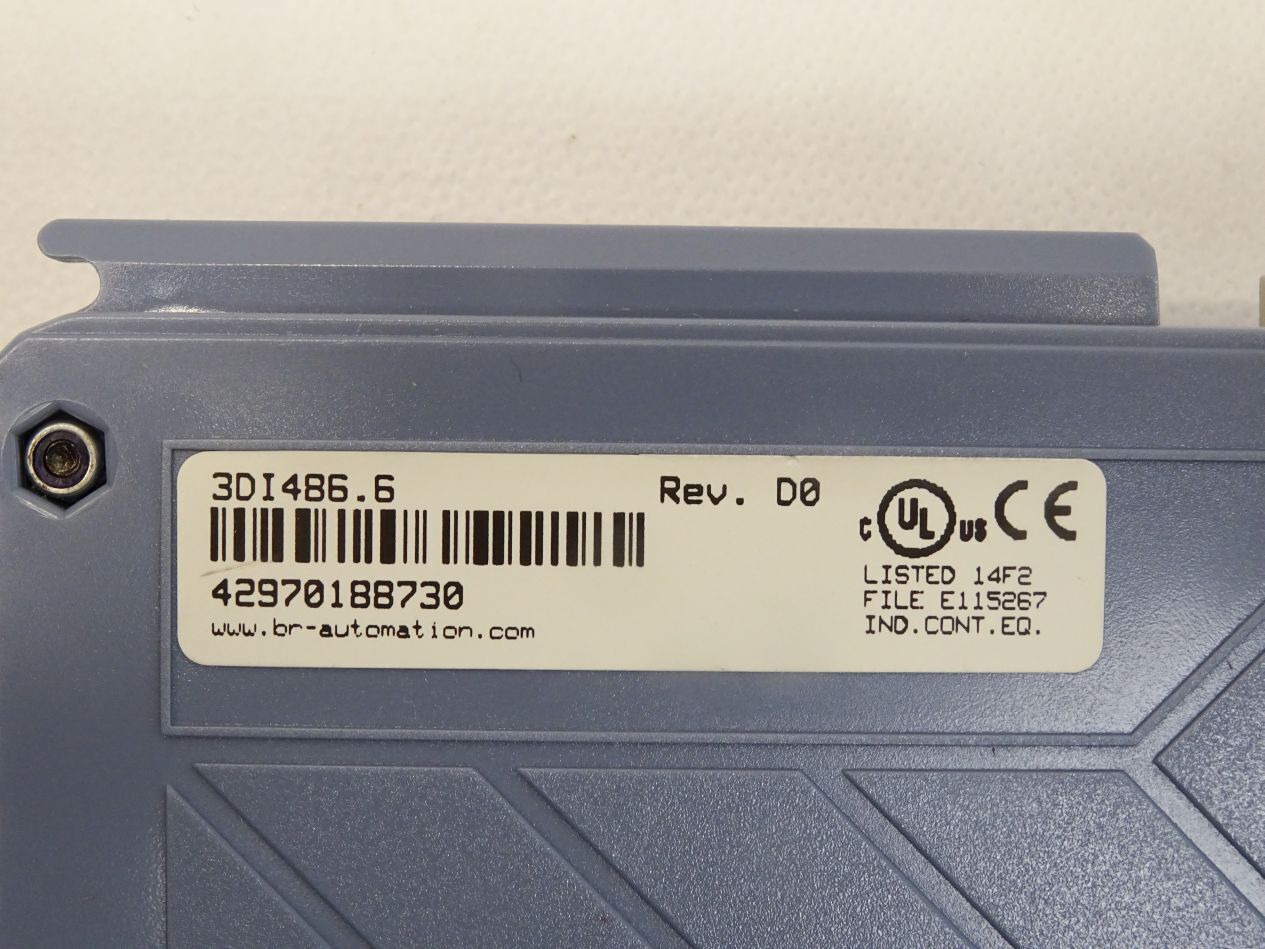 3DI486.6 Rev. D0
42970188730
www.br-automation.com
C UL US CE
LISTED 14F2
FILE E115267
IND.CONT.EQ.